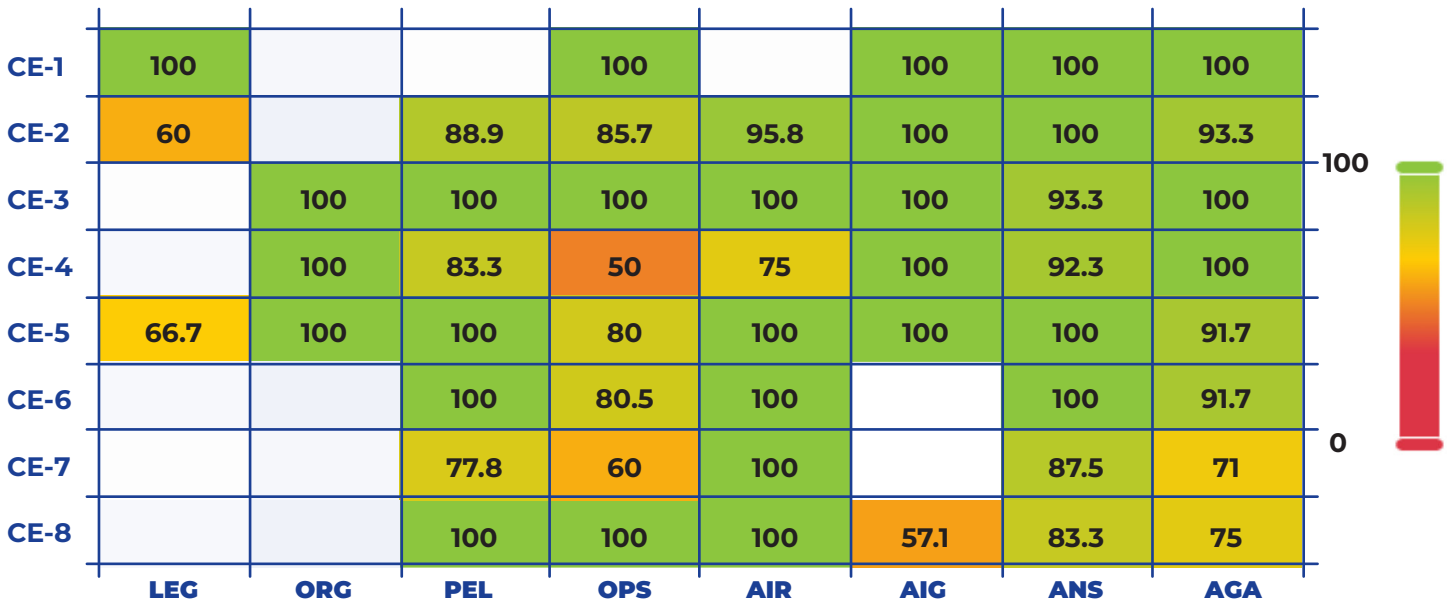 CE-1 100 100 100 100 100
CE-2 60 88.9 85.7 95.8 100 100 93.3
100
CE-3 100 100 100 100 100 93.3 100
CE-4 100 83.3 50 75 100 92.3 100
CE-5 66.7 100 100 80 100 100 100 91.7
CE-6 100 80.5 100 100 91.7
0
CE-7 77.8 60 100 87.5 71
CE-8 100 100 100 57.1 83.3 75
LEG ORG PEL OPS AIR AIG ANS AGA